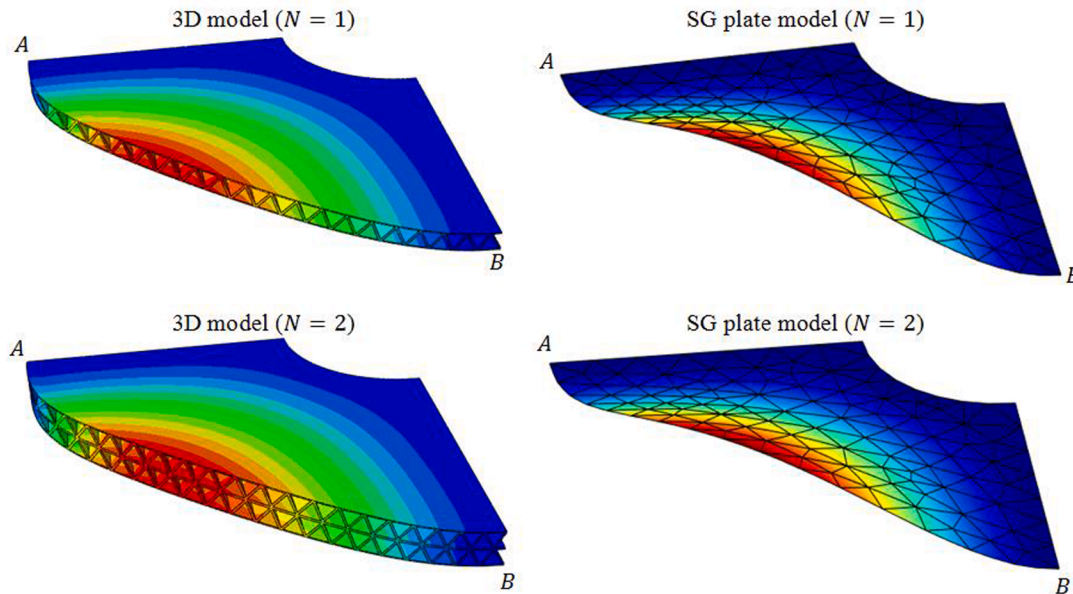 3D model (N = 1)
SG plate model (N = 1)
A
A
B
B
3D model (N = 2)
SG plate model (N = 2)
A
A
B
B